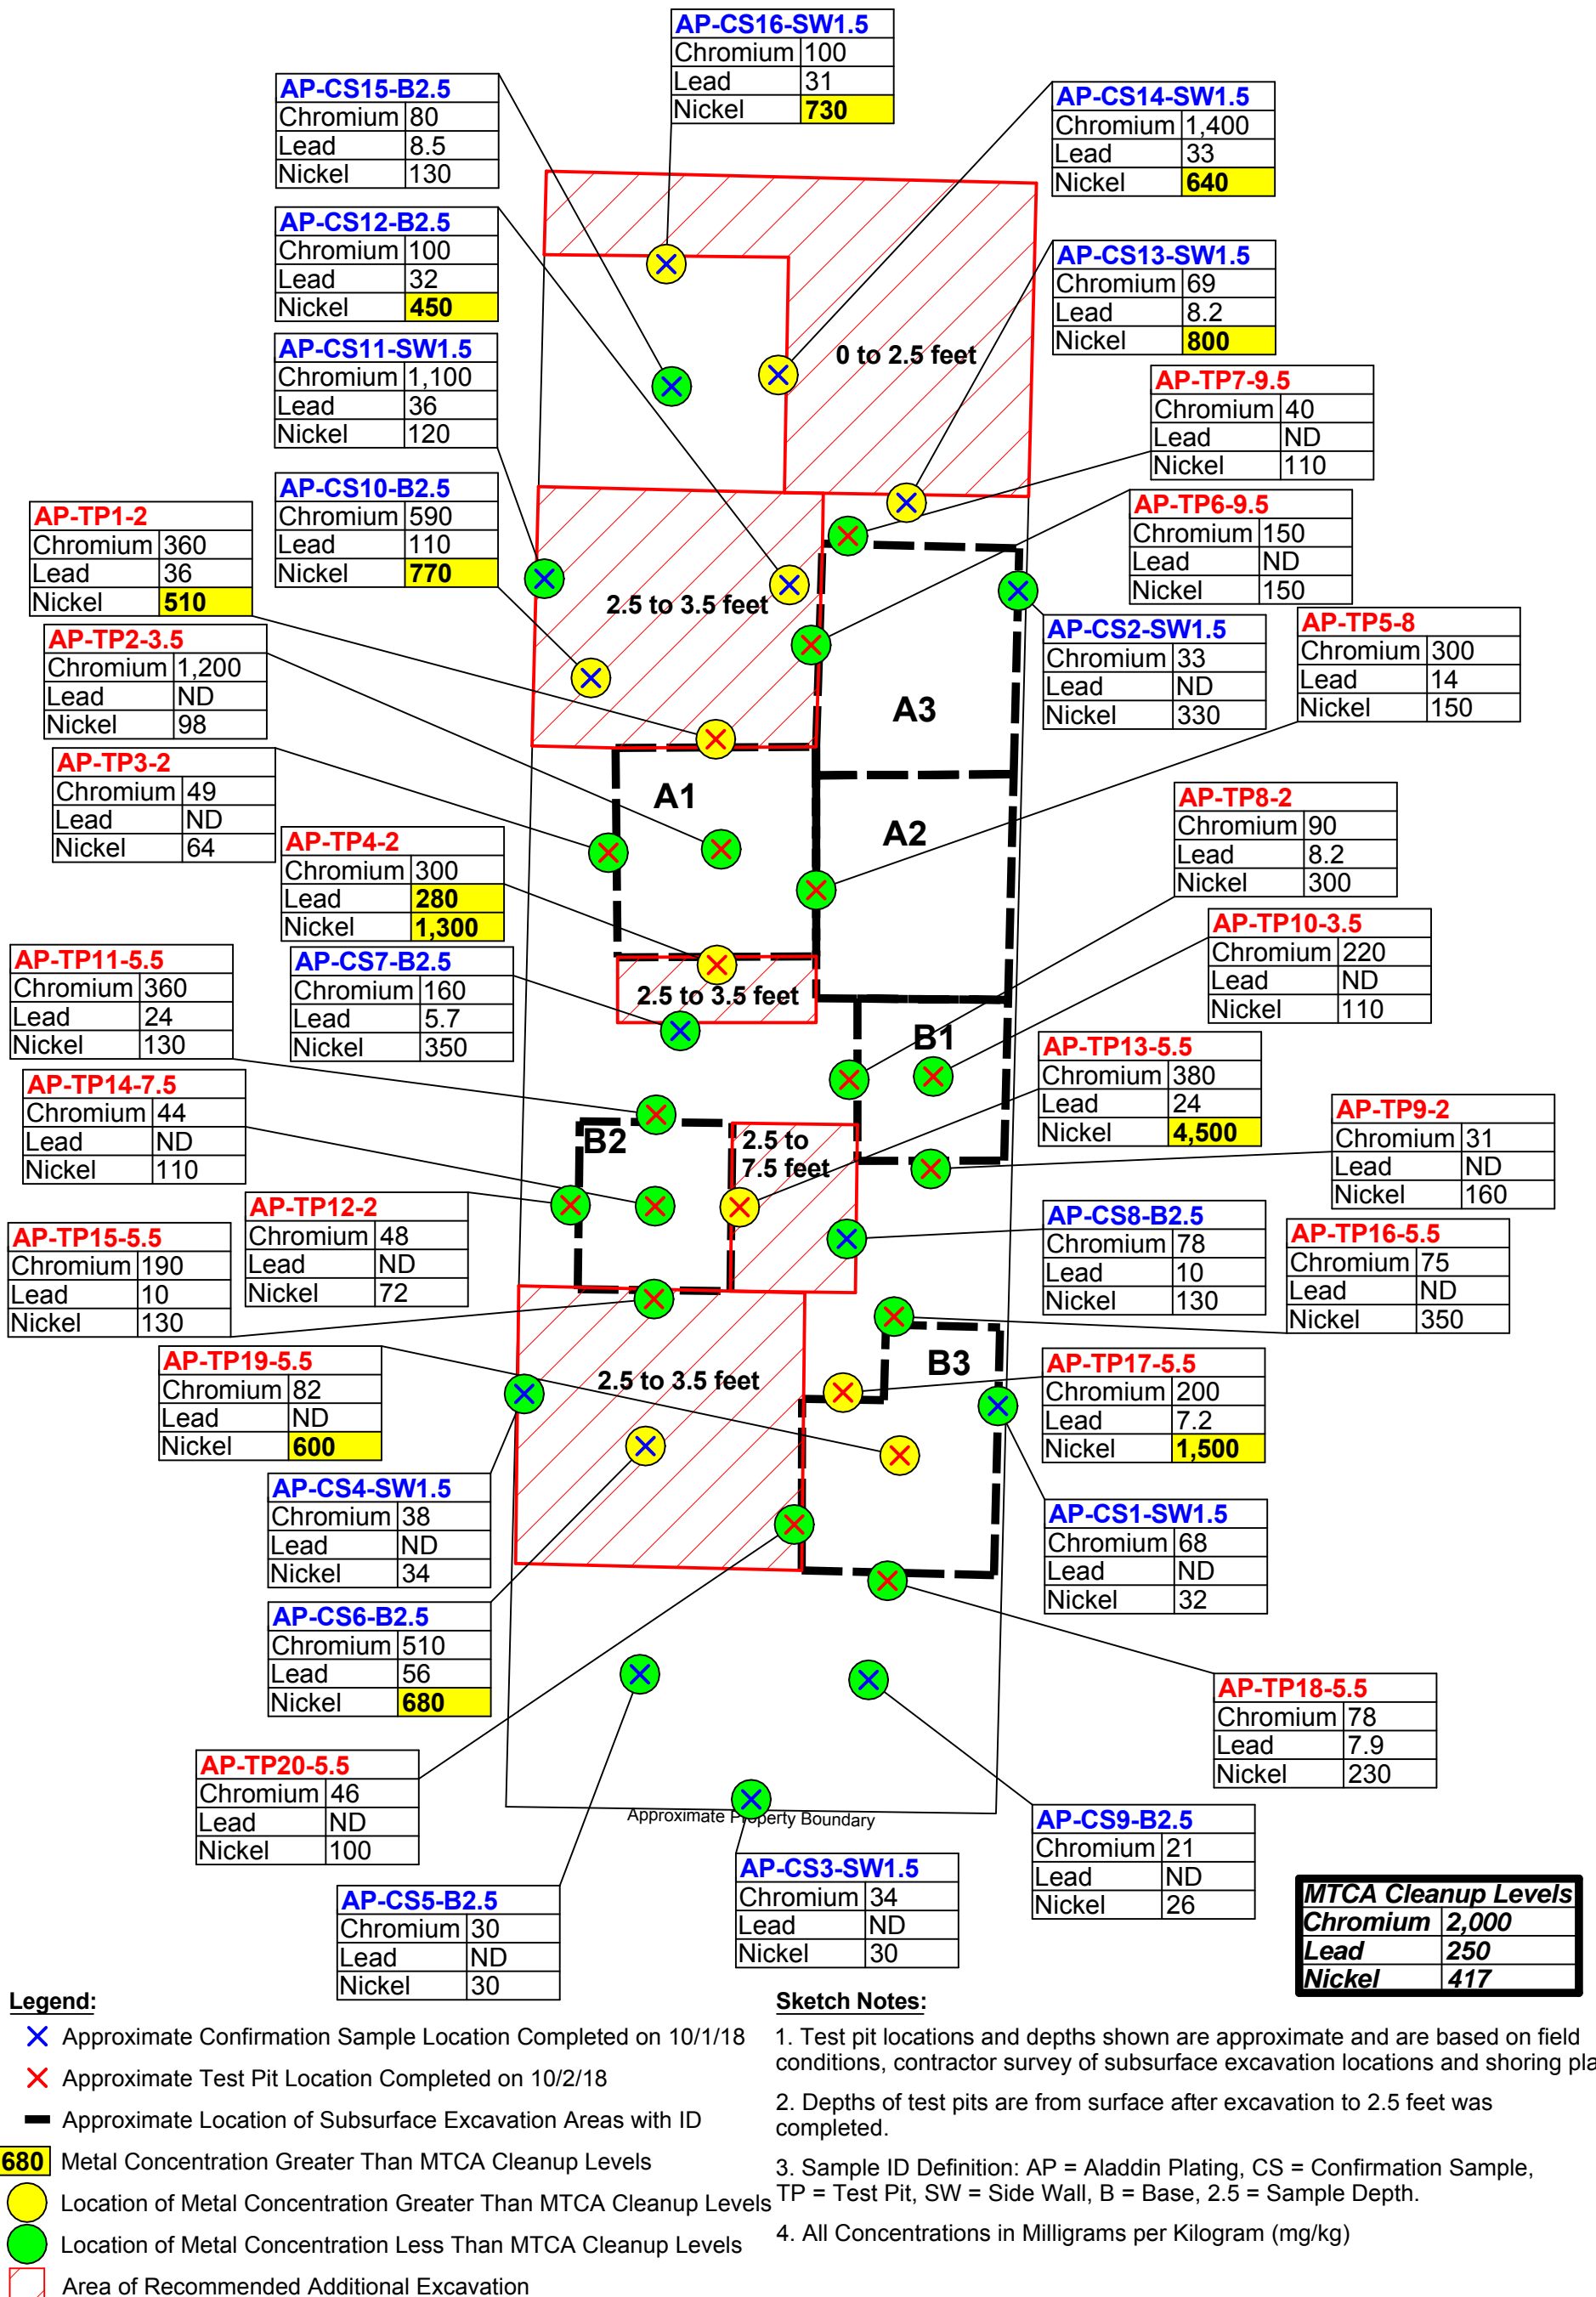 AP-CS16-SW1.5
Chromium 100
Lead 31
Nickel 730
AP-CS15-B2.5
Chromium 80
Lead 8.5
Nickel 130
AP-CS14-SW1.5
Chromium 1,400
Lead 33
Nickel 640
AP-CS12-B2.5
Chromium 100
Lead 32
Nickel 450
AP-CS13-SW1.5
Chromium 69
Lead 8.2
Nickel 800
AP-CS11-SW1.5
Chromium 1,100
Lead 36
Nickel 120
0 to 2.5 feet
AP-TP7-9.5
Chromium 40
Lead ND
Nickel 110
AP-CS10-B2.5
Chromium 590
Lead 110
Nickel 770
AP-TP1-2
Chromium 360
Lead 36
Nickel 510
AP-TP6-9.5
Chromium 150
Lead ND
Nickel 150
2.5 to 3.5 feet
AP-TP2-3.5
Chromium 1,200
Lead ND
Nickel 98
AP-CS2-SW1.5
Chromium 33
Lead ND
Nickel 330
AP-TP5-8
Chromium 300
Lead 14
Nickel 150
A3
AP-TP3-2
Chromium 49
Lead ND
Nickel 64
A1
A2
AP-TP8-2
Chromium 90
Lead 8.2
Nickel 300
AP-TP4-2
Chromium 300
Lead 280
Nickel 1,300
AP-TP10-3.5
Chromium 220
Lead ND
Nickel 110
AP-TP11-5.5
Chromium 360
Lead 24
Nickel 130
AP-CS7-B2.5
Chromium 160
Lead 5.7
Nickel 350
2.5 to 3.5 feet
B1
AP-TP13-5.5
Chromium 380
Lead 24
Nickel 4,500
AP-TP14-7.5
Chromium 44
Lead ND
Nickel 110
AP-TP9-2
Chromium 31
Lead ND
Nickel 160
B2
2.5 to
7.5 feet
AP-TP12-2
Chromium 48
Lead ND
Nickel 72
AP-CS8-B2.5
Chromium 78
Lead 10
Nickel 130
AP-TP15-5.5
Chromium 190
Lead 10
Nickel 130
AP-TP16-5.5
Chromium 75
Lead ND
Nickel 350
AP-TP19-5.5
Chromium 82
Lead ND
Nickel 600
2.5 to 3.5 feet
B3
AP-TP17-5.5
Chromium 200
Lead 7.2
Nickel 1,500
AP-CS4-SW1.5
Chromium 38
Lead ND
Nickel 34
AP-CS1-SW1.5
Chromium 68
Lead ND
Nickel 32
AP-CS6-B2.5
Chromium 510
Lead 56
Nickel 680
AP-TP18-5.5
Chromium 78
Lead 7.9
Nickel 230
AP-TP20-5.5
Chromium 46
Lead ND
Nickel 100
Approximate Property Boundary
AP-CS9-B2.5
Chromium 21
Lead ND
Nickel 26
AP-CS3-SW1.5
Chromium 34
Lead ND
Nickel 30
AP-CS5-B2.5
Chromium 30
Lead ND
Nickel 30
MTCA Cleanup Levels
Chromium 2,000
Lead 250
Nickel 417
Legend:
Approximate Confirmation Sample Location Completed on 10/1/18
Approximate Test Pit Location Completed on 10/2/18
Approximate Location of Subsurface Excavation Areas with ID
680 Metal Concentration Greater Than MTCA Cleanup Levels
Location of Metal Concentration Greater Than MTCA Cleanup Levels
Location of Metal Concentration Less Than MTCA Cleanup Levels
Area of Recommended Additional Excavation
Sketch Notes:
1. Test pit locations and depths shown are approximate and are based on field
conditions, contractor survey of subsurface excavation locations and shoring pla
2. Depths of test pits are from surface after excavation to 2.5 feet was
completed.
3. Sample ID Definition: AP = Aladdin Plating, CS = Confirmation Sample,
TP = Test Pit, SW = Side Wall, B = Base, 2.5 = Sample Depth.
4. All Concentrations in Milligrams per Kilogram (mg/kg)